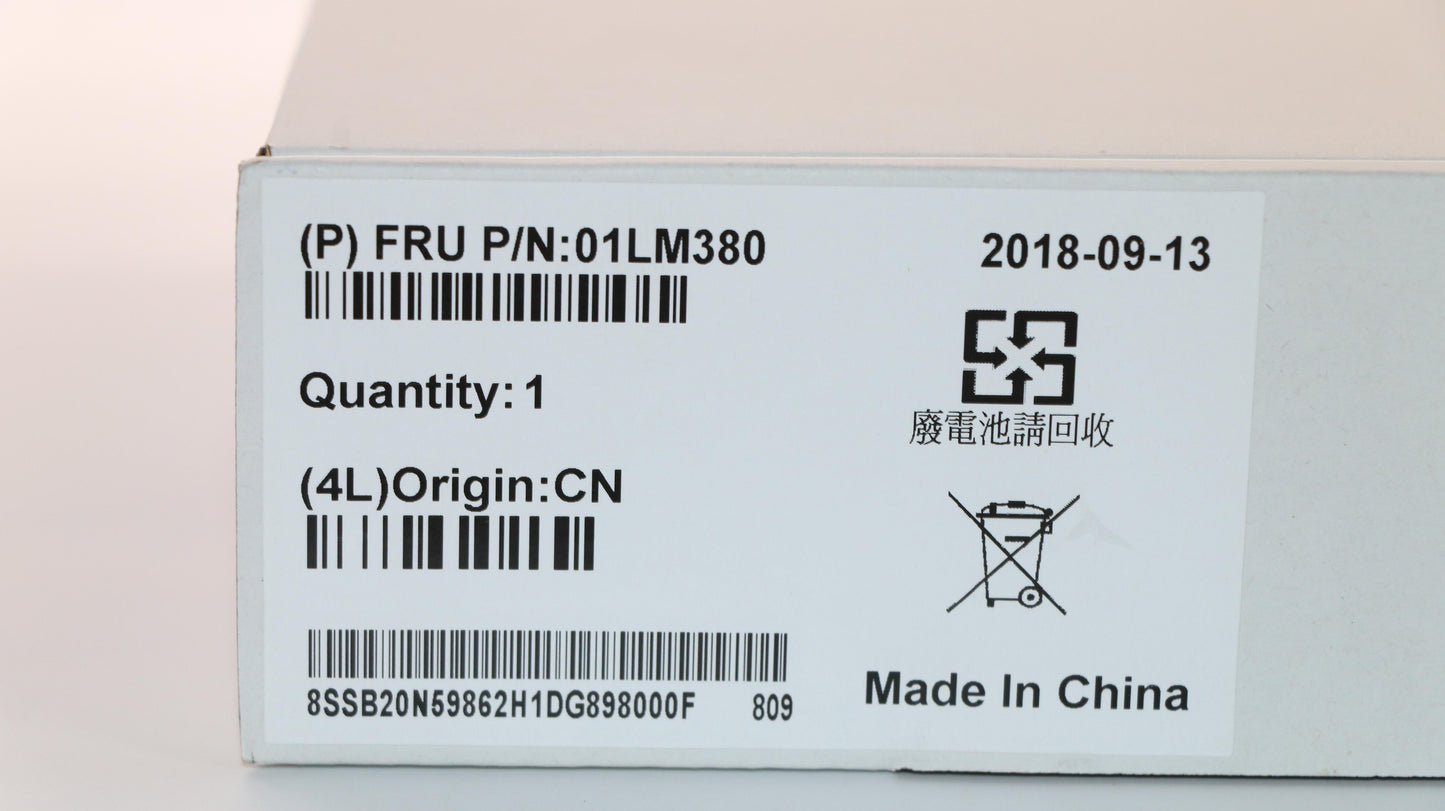 (P) FRU P/N:01LM380
2018-09-13
Quantity: 1
廢電池請回收
(4L)Origin:CN
8SSB20N59862H1DG898000F 809
Made In China